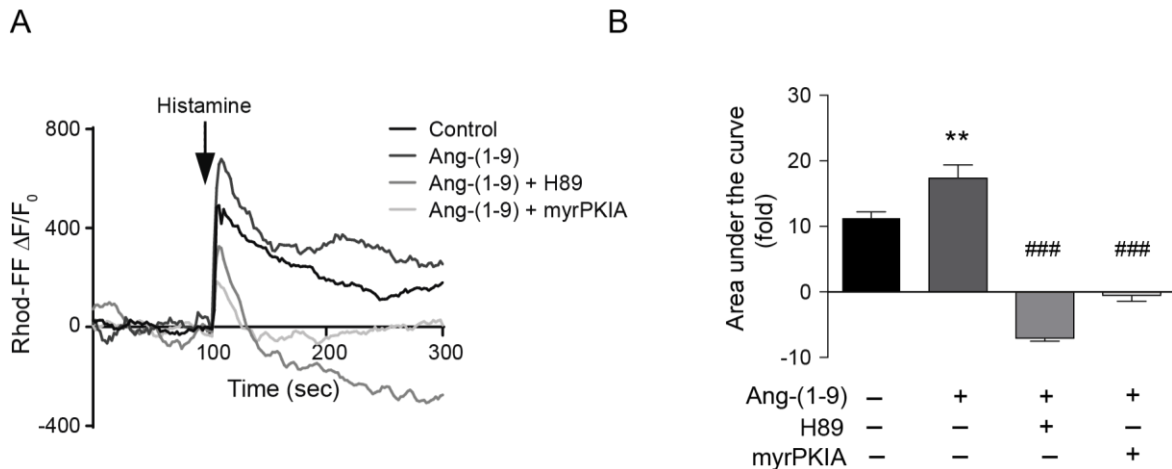 A
Histamine
800
400
0
-400
Rhod-FF ΔF/F0
100
200
300
Time (sec)
Control
Ang-(1-9)
Ang-(1-9) + H89
Ang-(1-9) + myrPKIA
B
Area under the curve
(fold)
30
20
10
0
-10
**
###
###
Ang-(1-9) – + + +
H89 – – + –
myrPKIA – – – +